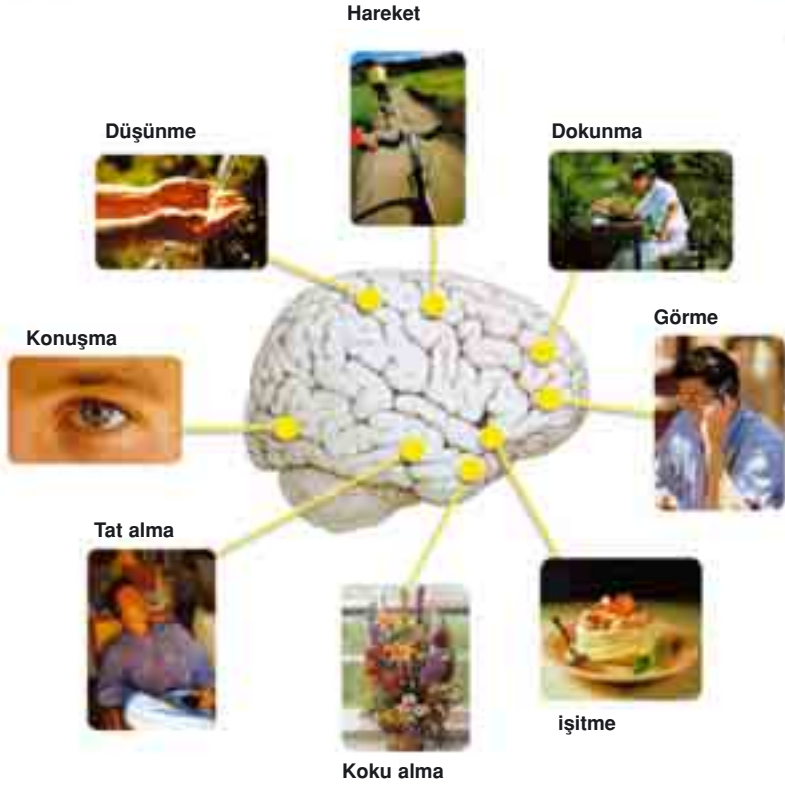 Hareket
Düşünme
Dokunma
Görme
Konuşma
Tat alma
işitme
Koku alma